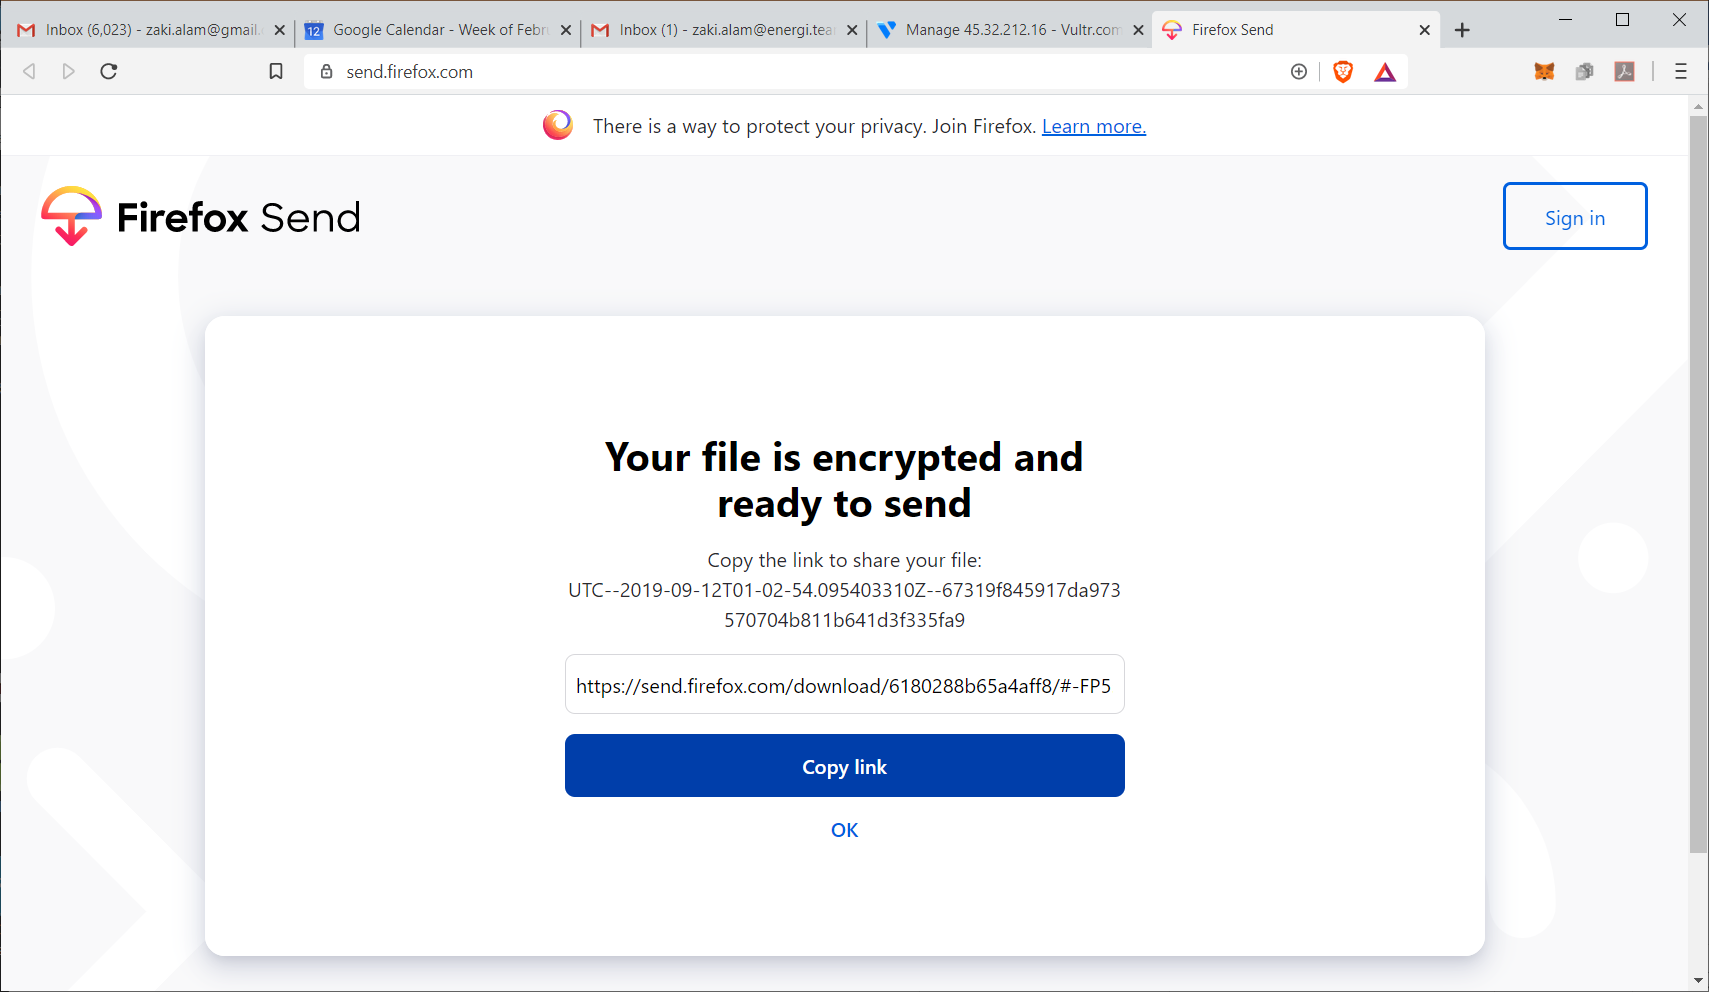 Inbox (6,023) - zaki.alam@gmail.
Google Calendar - Week of Febr
Inbox (1) - zaki.alam@energi.tea
Manage 45.32.212.16 - Vultr.com
Firefox Send
send.firefox.com
There is a way to protect your privacy. Join Firefox. Learn more.
Firefox Send
Sign in
Your file is encrypted and
ready to send
Copy the link to share your file:
UTC--2019-09-12T01-02-54.095403310Z--67319f845917da973
570704b811b641d3f335fa9
https://send.firefox.com/download/6180288b65a4aff8/#-FP5
Copy link
OK